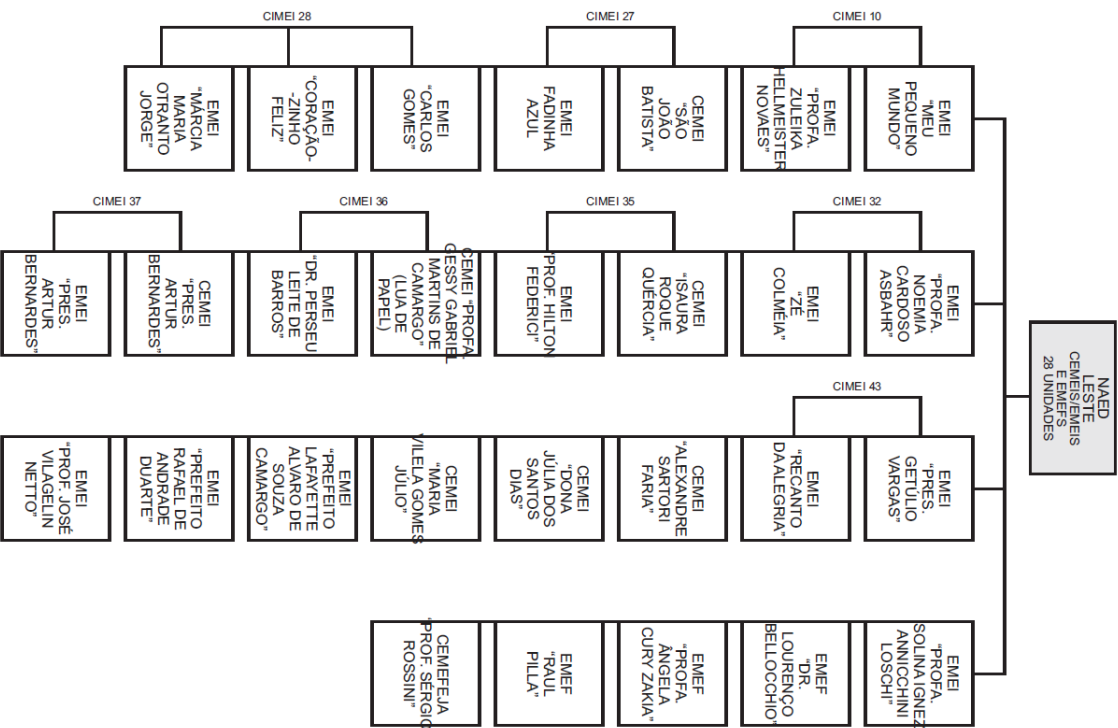 NAED
LESTE
CEMEIS/EMEIS
E EMEFS
28 UNIDADES
CIMEI 10
EMEI
"MEU
PEQUENO
MUNDO"
EMEI
"PROFA.
ZULEIKA
HELLMEISTER
NOVAES"
CIMEI 27
CEMEI
"SÃO
JOÃO
BATISTA"
EMEI
FADINHA
AZUL
CIMEI 28
EMEI
"CARLOS
GOMES"
EMEI
"CORAÇÃO-
-ZINHO
FELIZ"
EMEI
"MÁRCIA
MARIA
OTRANTO
JORGE"
CIMEI 32
EMEI
"PROFA.
NOEMIA
CARDOSO
ASBAHR"
EMEI
"ZÉ
COLMÉIA"
CIMEI 35
CEMEI
"ISAURA
ROQUE
QUÉRCIA"
EMEI
"PROF. HILTON
FEDERICI"
CIMEI 36
CEMEI "PROFA.
GESSY GABRIEL
MARTINS DE
CAMARGO"
(LUA DE
PAPEL)
EMEI
"DR. PERSEU
LEITE DE
BARROS"
CIMEI 37
CEMEI
"PRES.
ARTUR
BERNARDES"
EMEI
"PRES.
ARTUR
BERNARDES"
CIMEI 43
EMEI
"PRES.
GETÚLIO
VARGAS"
EMEI
"RECANTO
DAALEGRIA"
CEMEI
"ALEXANDRE
SARTORI
FARIA"
CEMEI
"DONA
JÚLIA DOS
SANTOS
DIAS"
CEMEI
"MARIA
VILELA GOMES
JÚLIO"
EMEI
"PREFEITO
LAFAYETTE
ALVARO DE
SOUZA
CAMARGO"
EMEI
"PREFEITO
RAFAEL DE
ANDRADE
DUARTE"
EMEI
"PROF. JOSÉ
VILAGELIN
NETTO"
EMEI
"PROFA.
SOLINA IGNEZ
ANNICCHINI
LOSCHI"
EMEF
"DR.
LOURENÇO
BELLOCCHIO"
EMEF
"PROFA.
ÂNGELA
CURY ZAKIA"
EMEF
"RAUL
PILLA"
CEMEFEJA
"PROF. SÉRGIO
ROSSINI"